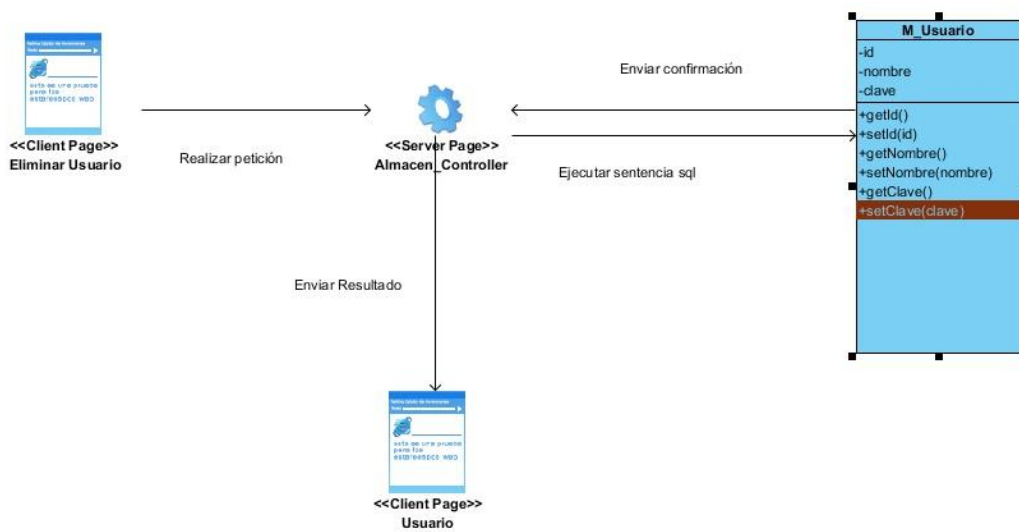 <<Client Page>>
Eliminar Usuario
Realizar petición
<<Server Page>>
Almacen_Controller
Enviar confirmación
Ejecutar sentencia sql
M_Usuario
-id
-nombre
-clave
+getId()
+setId(id)
+getNombre()
+setNombre(nombre)
+getClave()
+setClave(clave)
Enviar Resultado
<<Client Page>>
Usuario